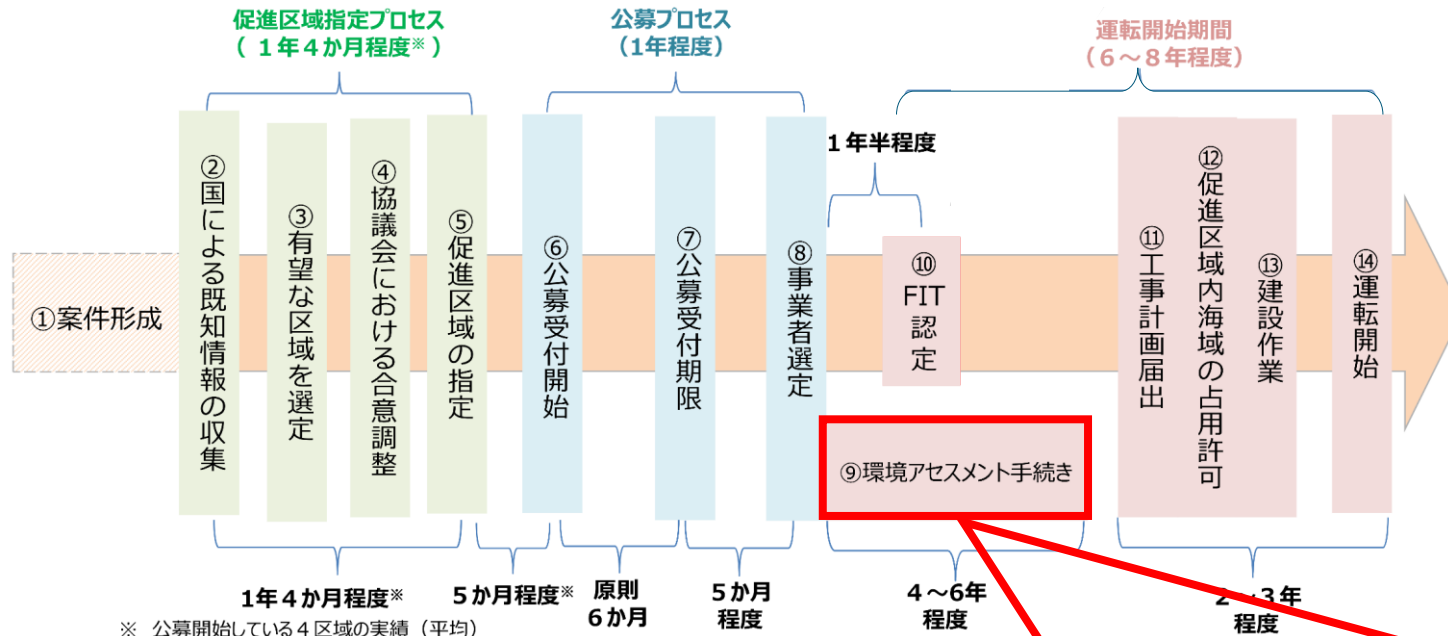 促進区域指定プロセス
（１年４か月程度※）
公募プロセス
（1年程度）
運転開始期間
（６～８年程度）
１年半程度
①案件形成
②国による既知情報の収集
③有望な区域を選定
④協議会における合意調整
⑤促進区域の指定
⑥公募受付開始
⑦公募受付期限
⑧事業者選定
⑩
FIT
認
定
⑨環境アセスメント手続き
⑪工事計画届出
⑫促進区域内海域の占用許可
⑬建設作業
⑭運転開始
1年４か月程度※
５か月程度※
原則
６か月
５か月
程度
４～6年
程度
２～３年
程度
※ 公募開始している４区域の実績（平均）